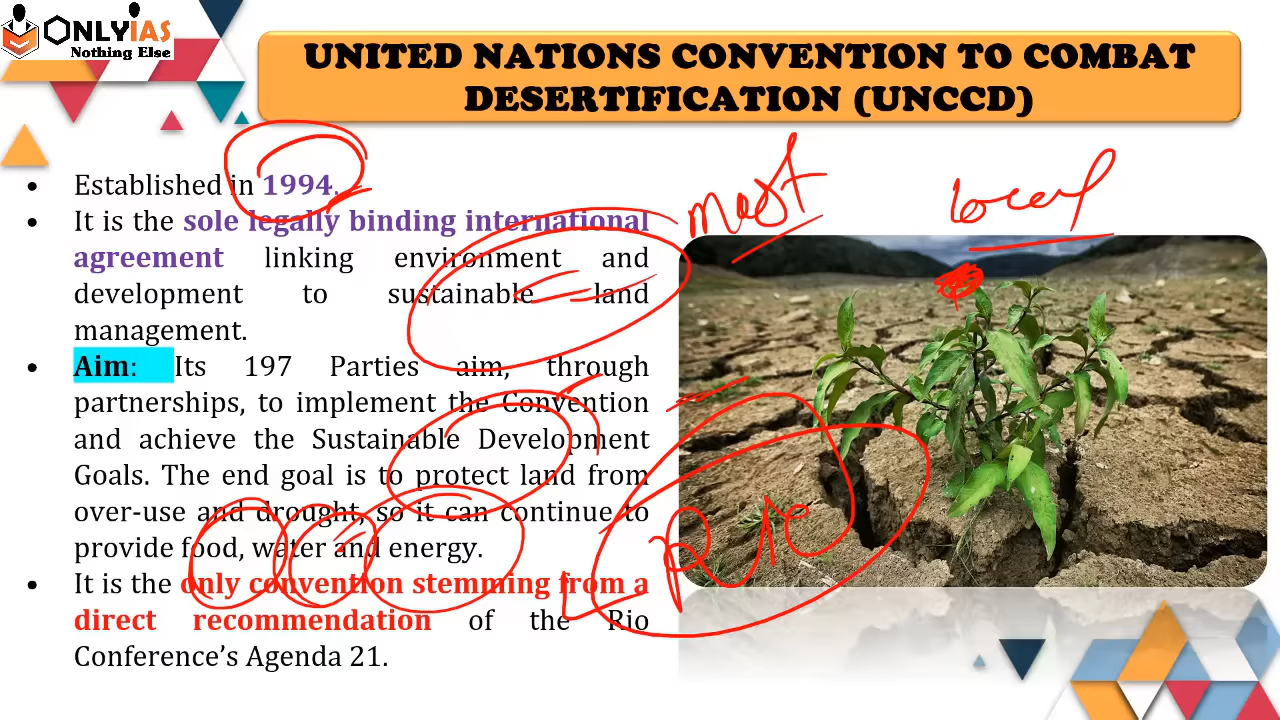 ONLYIAS
Nothing Else
UNITED NATIONS CONVENTION TO COMBAT
DESERTIFICATION (UNCCD)
• Established in 1994.
• It is the sole legally binding international
agreement linking environment and
development to sustainable land
management.
• Aim: Its 197 Parties aim, through
partnerships, to implement the Convention
and achieve the Sustainable Development
Goals. The end goal is to protect land from
over-use and drought, so it can continue to
provide food, water and energy.
• It is the only convention stemming from a
direct recommendation of the Rio
Conference's Agenda 21.